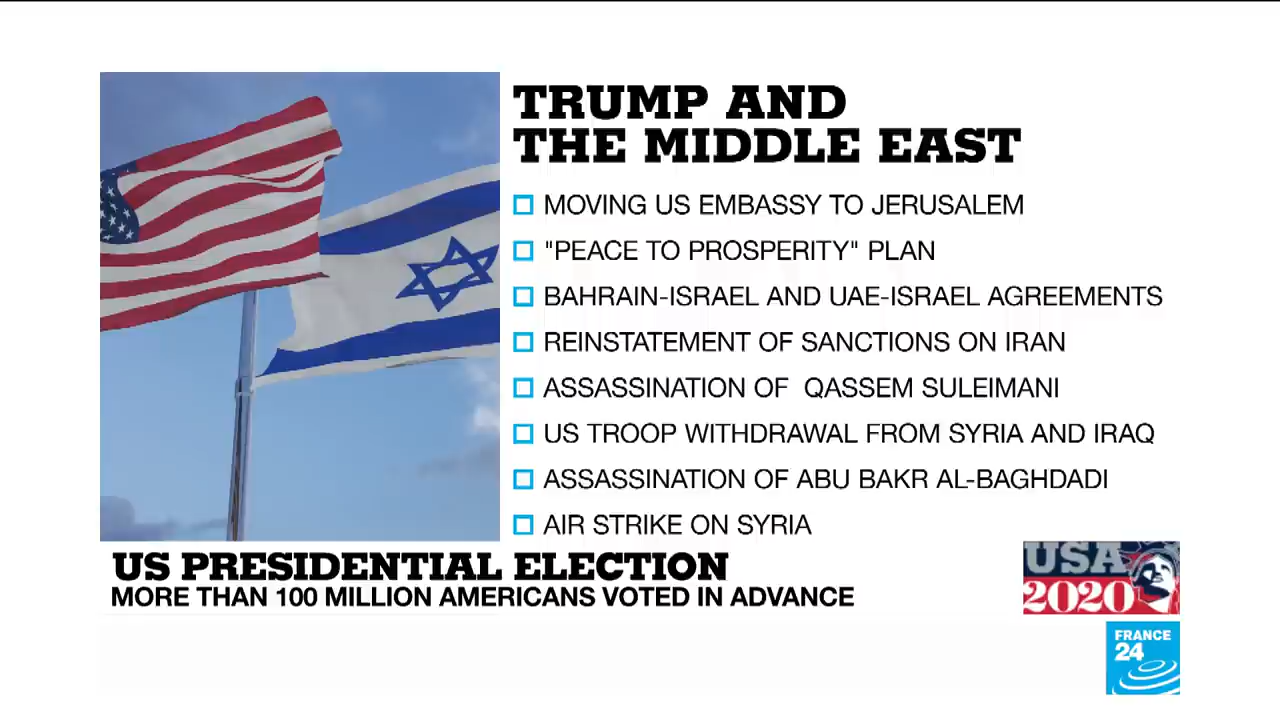 TRUMP AND
THE MIDDLE EAST
MOVING US EMBASSY TO JERUSALEM
"PEACE TO PROSPERITY" PLAN
BAHRAIN-ISRAEL AND UAE-ISRAEL AGREEMENTS
REINSTATEMENT OF SANCTIONS ON IRAN
ASSASSINATION OF QASSEM SULEIMANI
US TROOP WITHDRAWAL FROM SYRIA AND IRAQ
ASSASSINATION OF ABU BAKR AL-BAGHDADI
AIR STRIKE ON SYRIA
US PRESIDENTIAL ELECTION
MORE THAN 100 MILLION AMERICANS VOTED IN ADVANCE
USA
2020
FRANCE
24